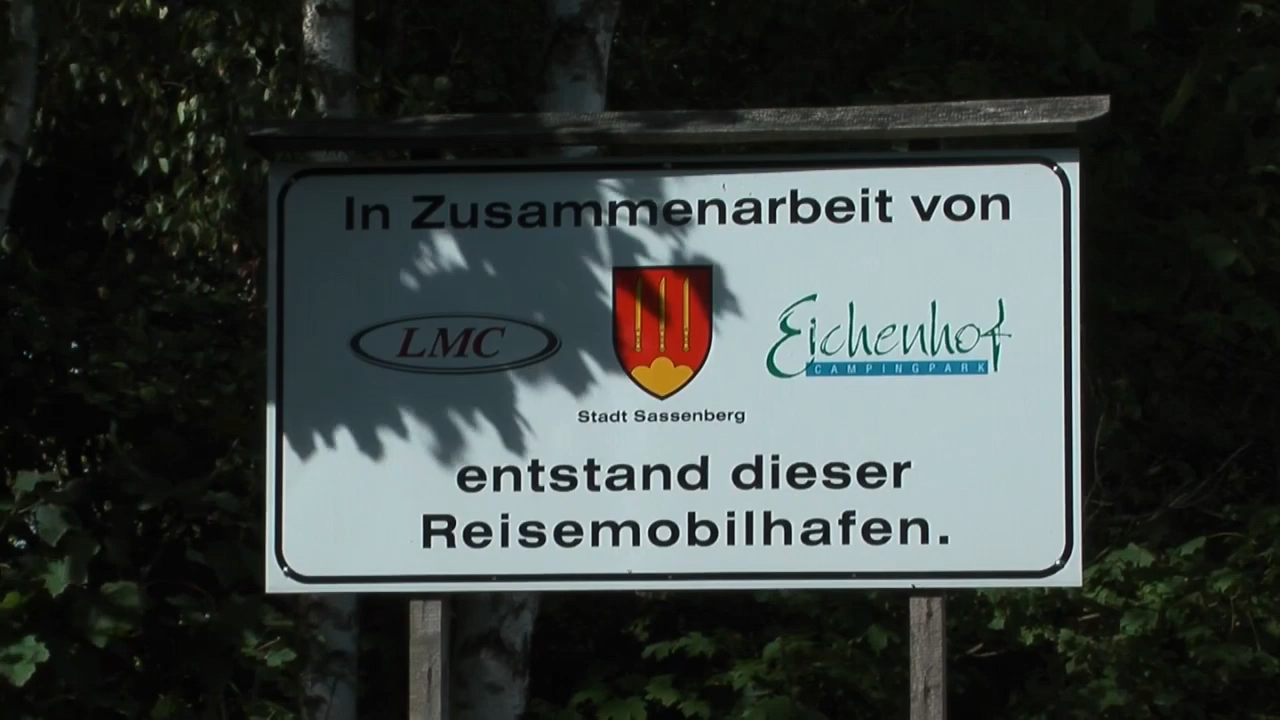 In Zusammenarbeit von
LMC
Eichenhof
CAMPINGPARK
Stadt Sassenberg
entstand dieser
Reisemobilhafen.